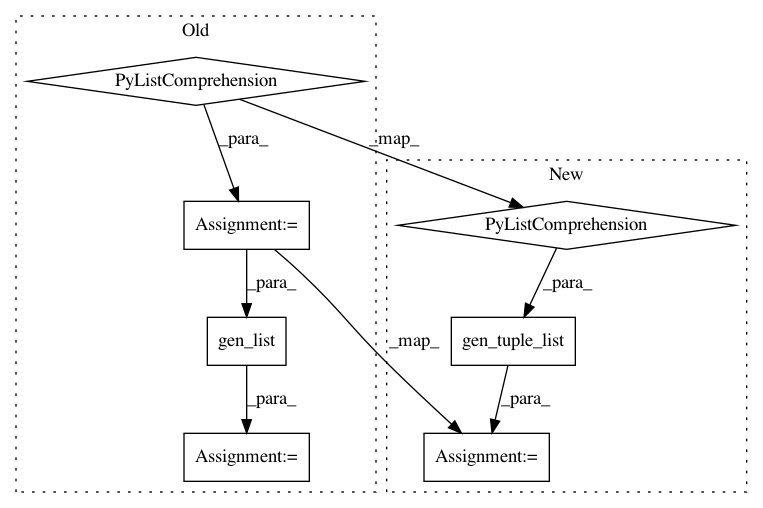 Old
PyListComprehension
_para_
_map_
New
Assignment:=
PyListComprehension
_para_
_para_
gen_list
_map_
gen_tuple_list
_para_
_para_
Assignment:=
Assignment:=